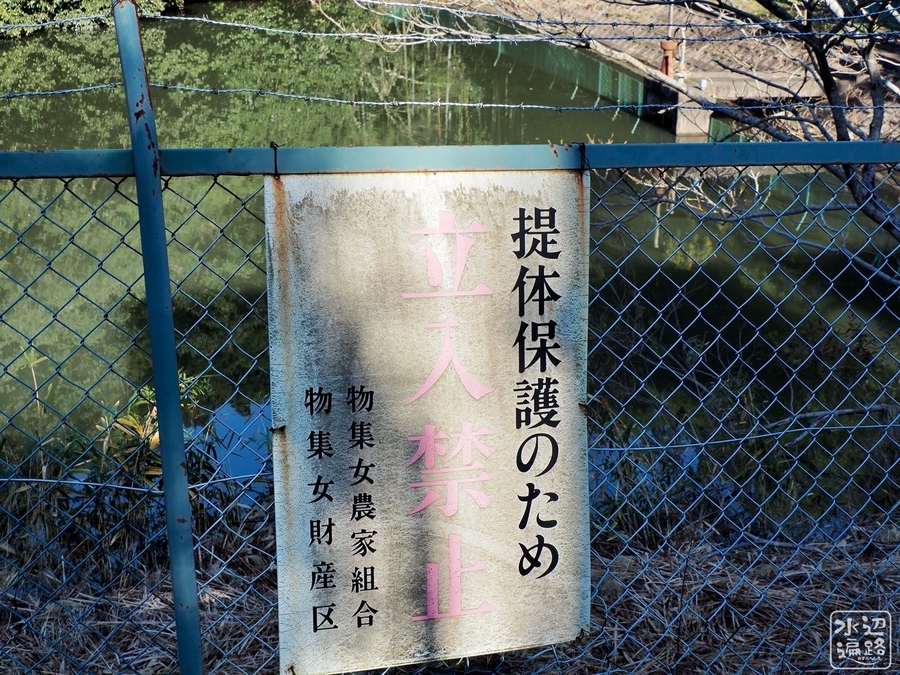 提体保護のため
立入禁止
物集女農家組合
物集女財産区
水辺遍路